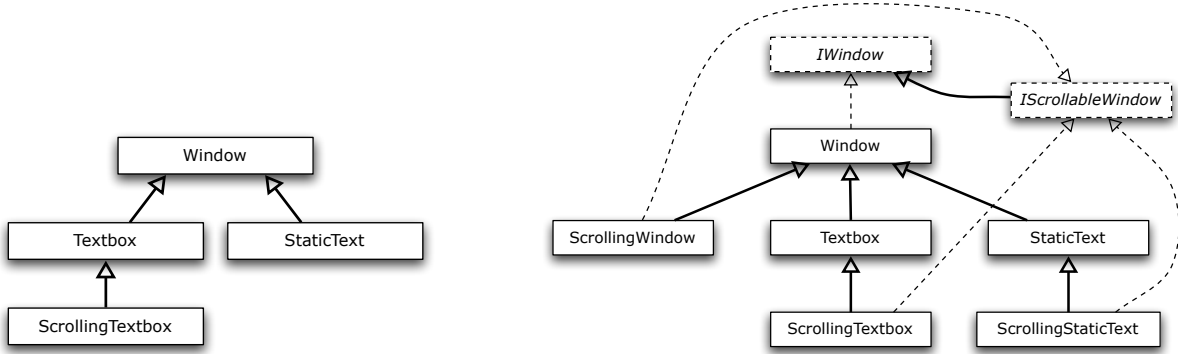 Window
Textbox
StaticText
ScrollingTextbox
IWindow
IScrollableWindow
Window
ScrollingWindow
Textbox
StaticText
ScrollingTextbox
ScrollingStaticText